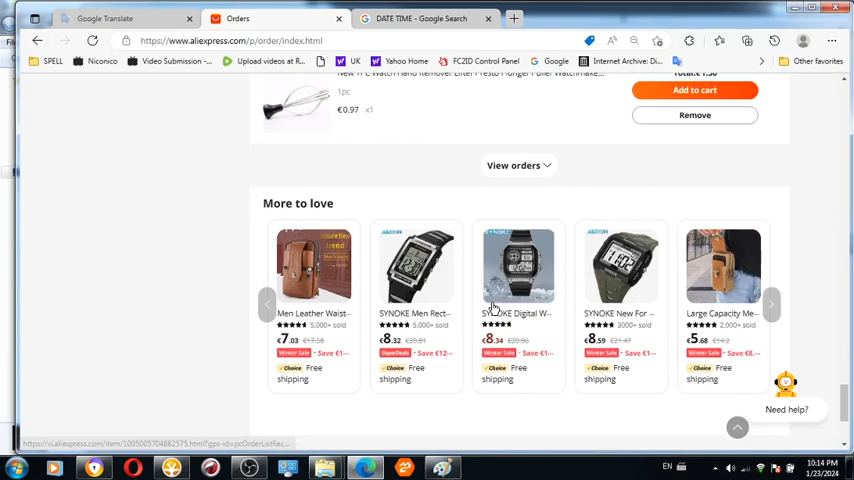 Google Translate
Orders
DATE TIME - Google Search
https://www.aliexpress.com/p/order/index.html
SPELL
Niconico
Video Submission -...
Upload videos at R...
UK
Yahoo Home
FC2ID Control Panel
Google
Internet Archive: Di...
Other favorites
1pc
€0.97 x1
Add to cart
Remove
View orders
More to love
Men Leather Waist...
5,000+ sold
€7.03 €17.58
Winter Sale · Save €1···
Choice Free shipping
SYNOKE Men Rect...
5,000+ sold
€8.32 €20.81
SuperDeals · Save €12···
Choice Free shipping
SYNOKE Digital W...
€8.34 €20.86
Winter Sale · Save €1···
Choice Free shipping
SYNOKE New For ...
3000+ sold
€8.59 €21.47
Winter Sale · Save €1···
Choice Free shipping
Large Capacity Me...
2,000+ sold
€5.68 €14.2
Winter Sale · Save €8...
Choice Free shipping
Need help?
https://vi.aliexpress.com/item/1005005704882575.html?gps-id=pcOrderListRec...
EN
10:14 PM
1/23/2024